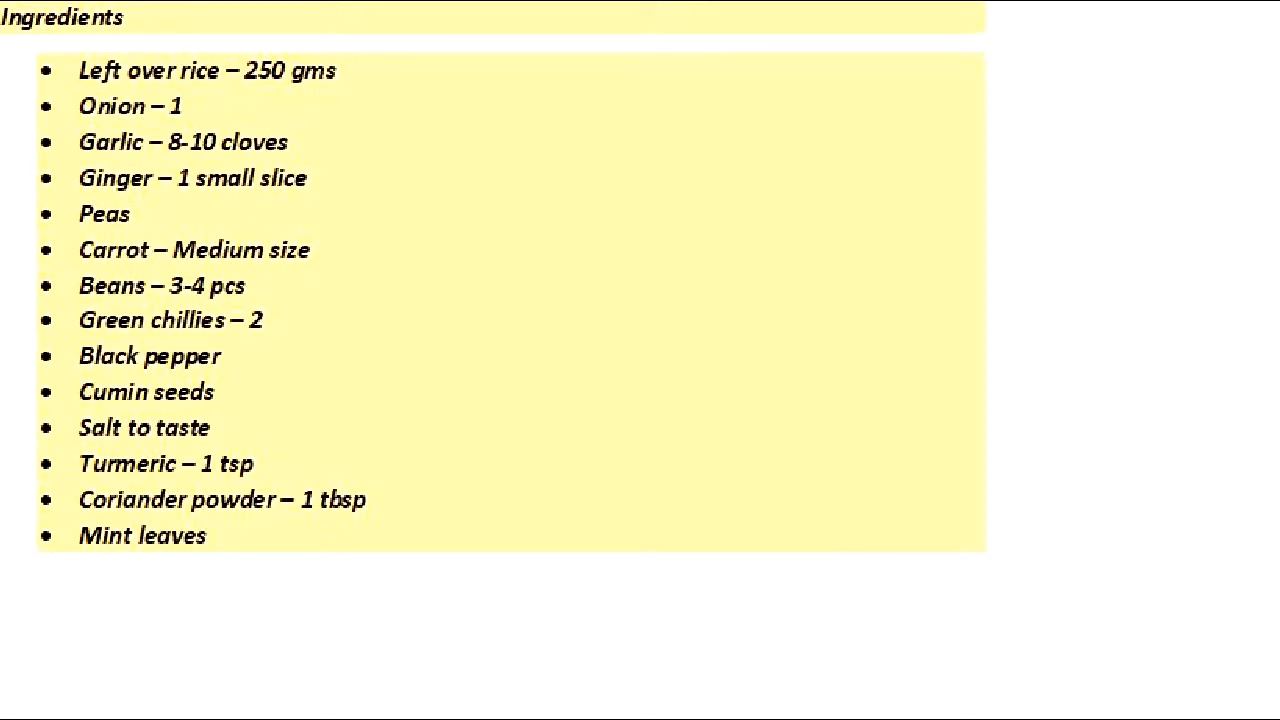 Ingredients
• Left over rice – 250 gms
• Onion – 1
• Garlic – 8-10 cloves
• Ginger – 1 small slice
• Peas
• Carrot – Medium size
• Beans – 3-4 pcs
• Green chillies – 2
• Black pepper
• Cumin seeds
• Salt to taste
• Turmeric – 1 tsp
• Coriander powder – 1 tbsp
• Mint leaves